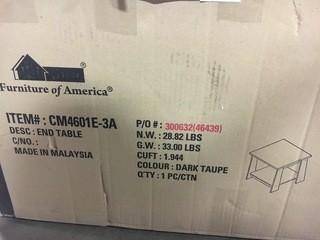 Furniture of America®
ITEM# : CM4601E-3A
DESC : END TABLE
C/NO. :
MADE IN MALAYSIA
P/O # : 300632(46439)
N.W. : 28.82 LBS
G.W. : 33.00 LBS
CUFT : 1.944
COLOUR : DARK TAUPE
Q'TY : 1 PC/CTN